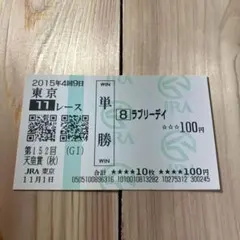 2015年4回9日
東京
11レース
第152回 (GI)
天皇賞(秋)
JRA 東京
11月1日
WIN
単勝
WIN
8 ラブリーデイ
☆☆☆100円
JRA
合計 ★★★★10枚 ★★★★100円